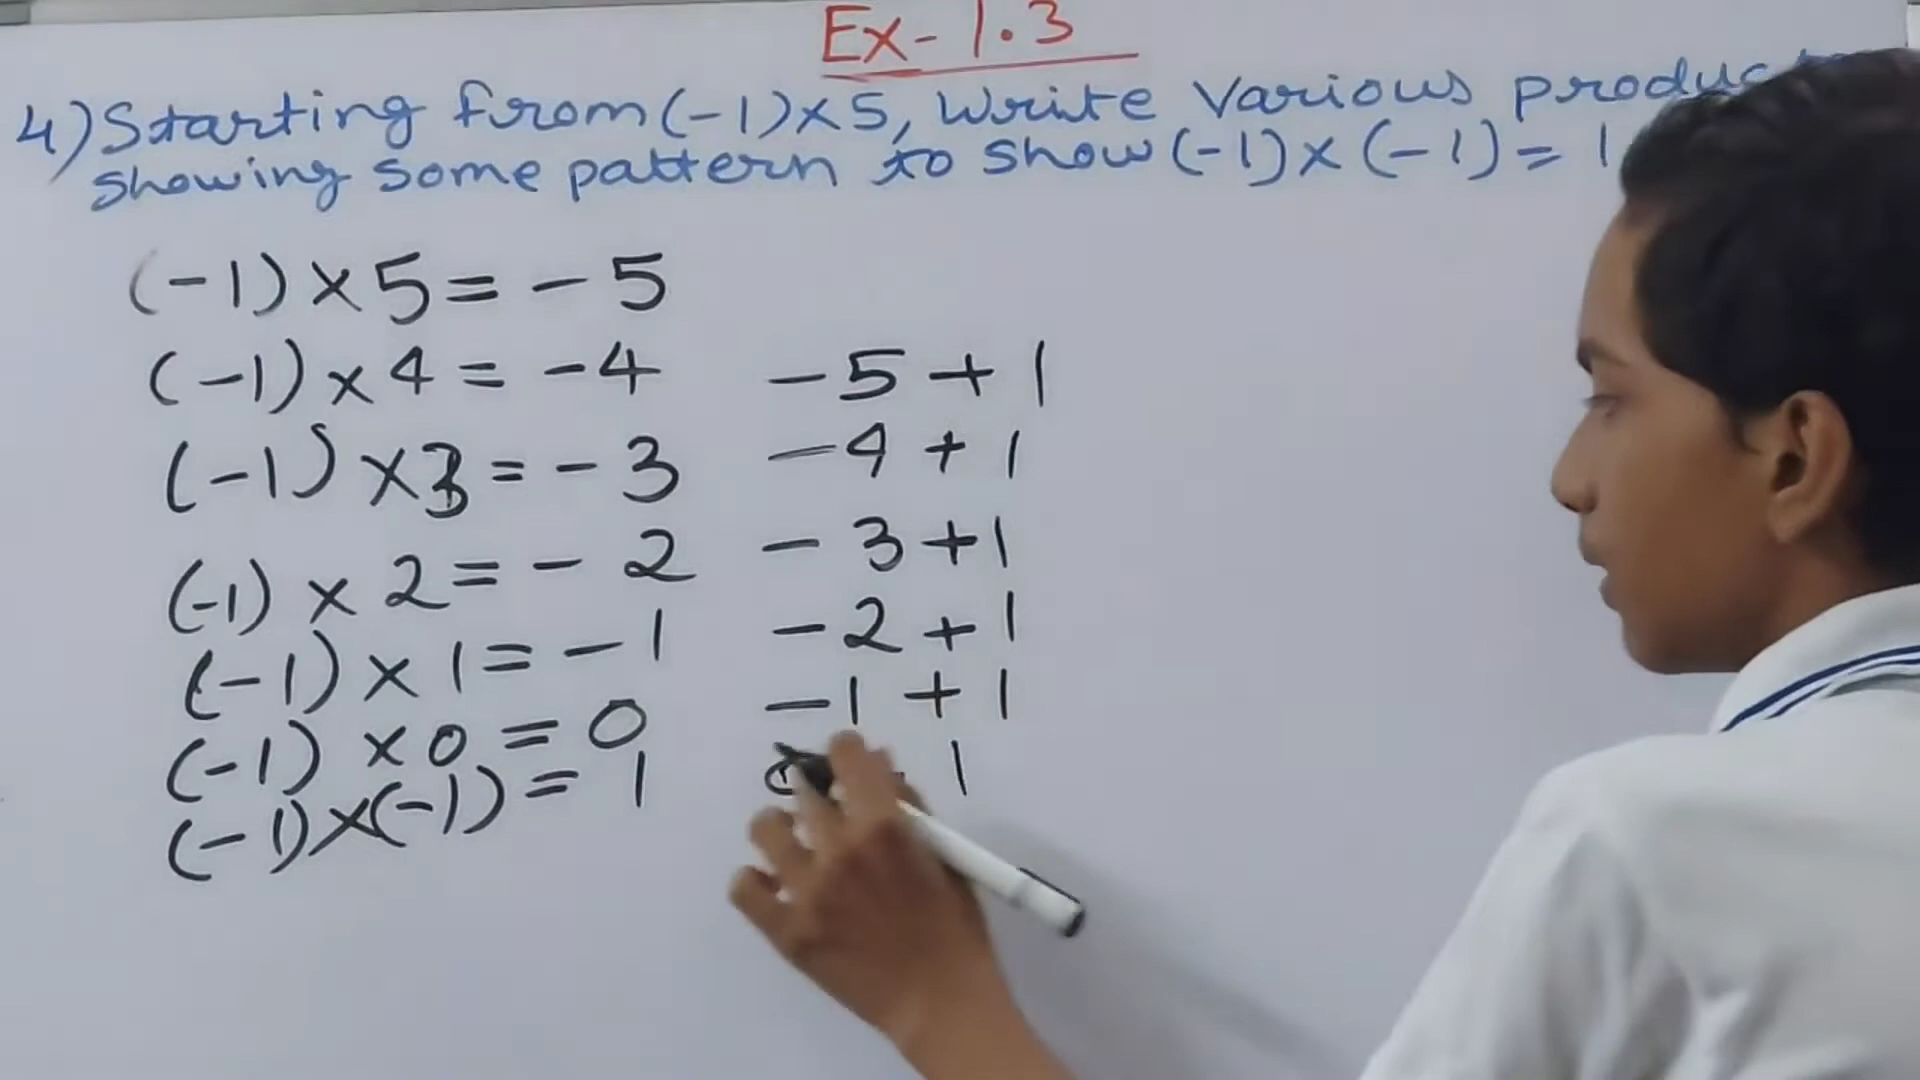 Ex-1.3
4) Starting from (-1)×5, Write Various
showing some pattern to show (-1)×(-1)=1
(-1)×5=-5
(-1)×4=-4 -5+1
(-1)×3=-3 -4+1
(-1)×2=-2 -3+1
(-1)×1=-1 -2+1
(-1)×0=0 -1+1
(-1)×(-1)=1 1